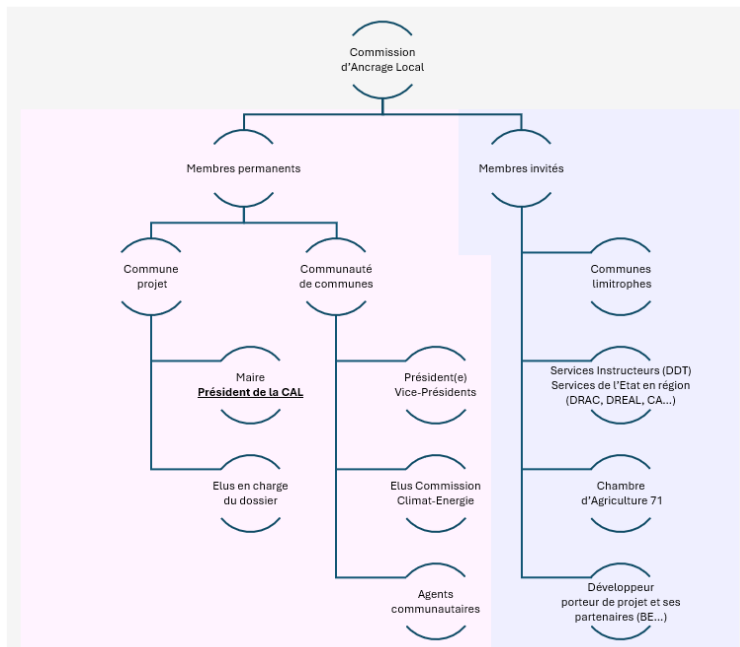 Commission
d'Ancrage Local
Membres permanents
Membres invités
Commune
projet
Communauté
de communes
Communes
limitrophes
Maire
Président de la CAL
Président(e)
Vice-Présidents
Services Instructeurs (DDT)
Services de l'Etat en région
(DRAC, DREAL, CA...)
Elus en charge
du dossier
Elus Commission
Climat-Energie
Chambre
d'Agriculture 71
Agents
communautaires
Développeur
porteur de projet et ses
partenaires (BE...)